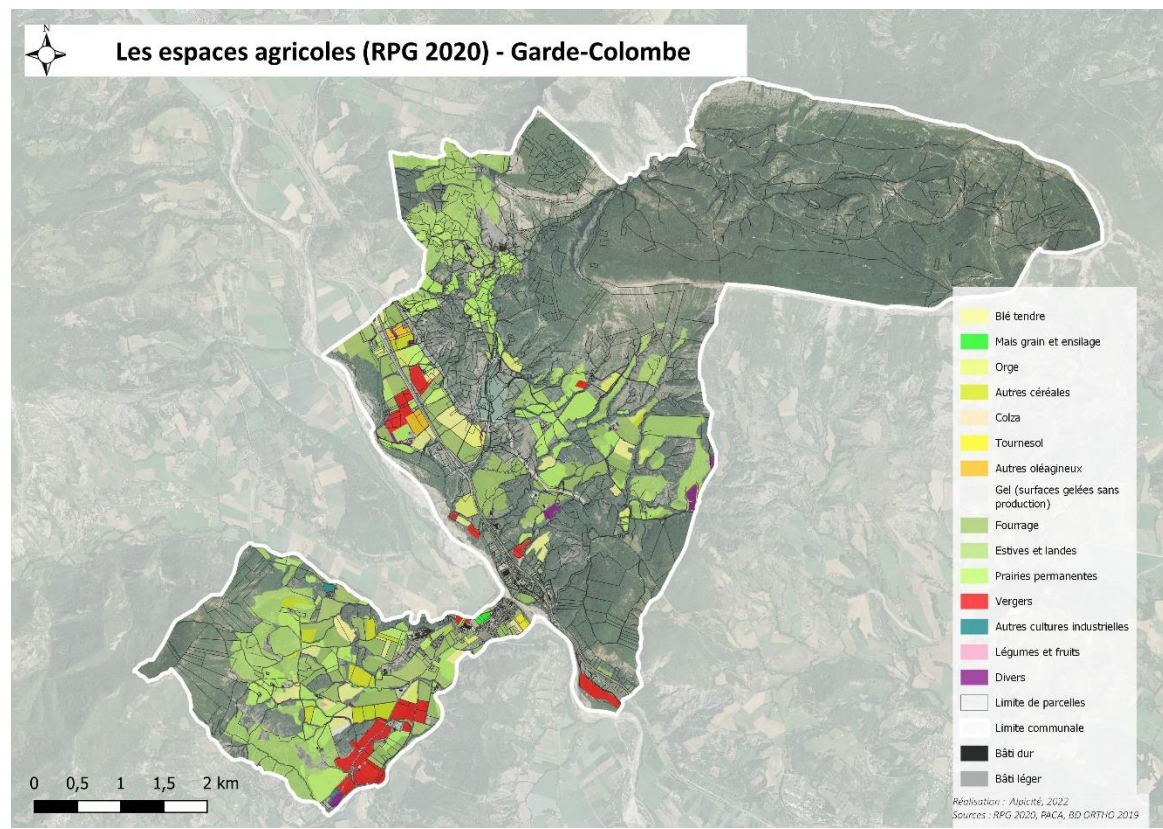 N
Les espaces agricoles (RPG 2020) - Garde-Colombe
Blé tendre
Mais grain et ensilage
Orge
Autres céréales
Colza
Tournesol
Autres oléagineux
Gel (surfaces gelées sans
production)
Fourrage
Estives et landes
Prairies permanentes
Vergers
Autres cultures industrielles
Légumes et fruits
Divers
Limite de parcelles
Limite communale
Bâti dur
Bâti léger
0 0,5 1 1,5 2 km
Réalisation : Alpicité, 2022
Sources : RPG 2020, PACA, BD ORTHO 2019